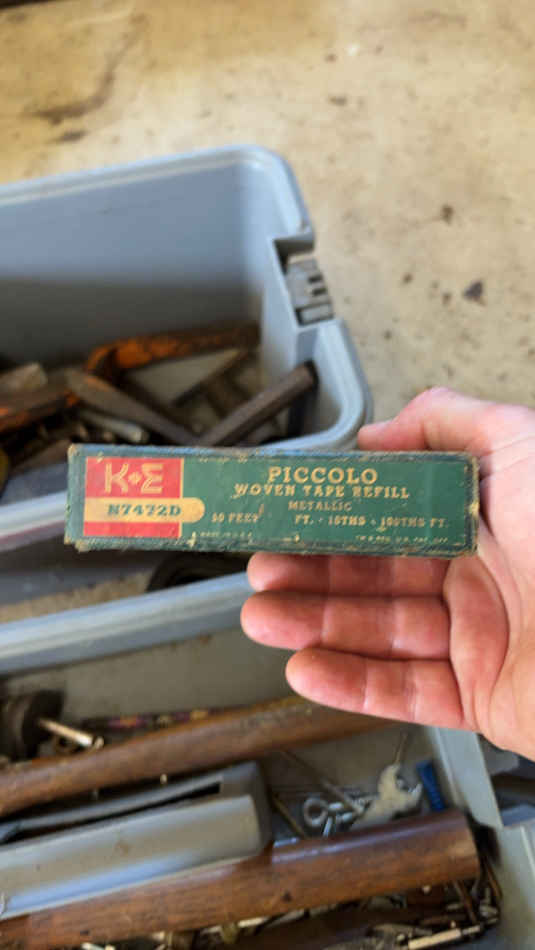 K+E
N7472D
PICCOLO
WOVEN TAPE REFILL
METALLIC
50 FEET
FT. - 10THS & 100THS FT.